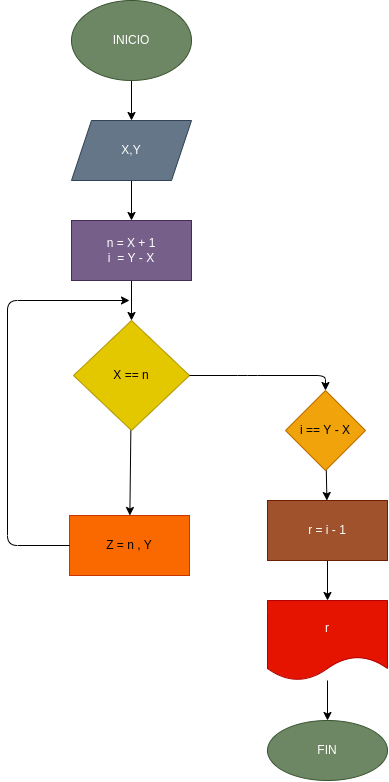 INICIO
X,Y
n = X + 1
i  = Y - X
X == n
i == Y - X
Z = n , Y
r = i - 1
r
FIN